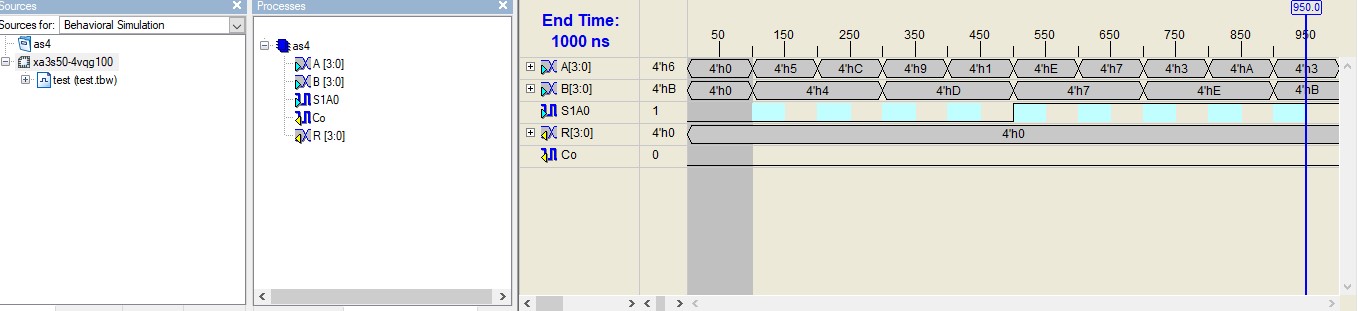 Sources
Sources for: Behavioral Simulation
as4
xa3s50-4vqg100
test (test.tbw)
Processes
as4
A [3:0]
B [3:0]
S1A0
Co
R [3:0]
950.0
End Time:
1000 ns
50 150 250 350 450 550 650 750 850 950
A[3:0] 4'h6 4'h0 4'h5 4'hC 4'h9 4'h1 4'hE 4'h7 4'h3 4'hA 4'h3
B[3:0] 4'hB 4'h0 4'h4 4'hD 4'h7 4'hE 4'hB
S1A0 1
R[3:0] 4'h0 4'h0
Co 0